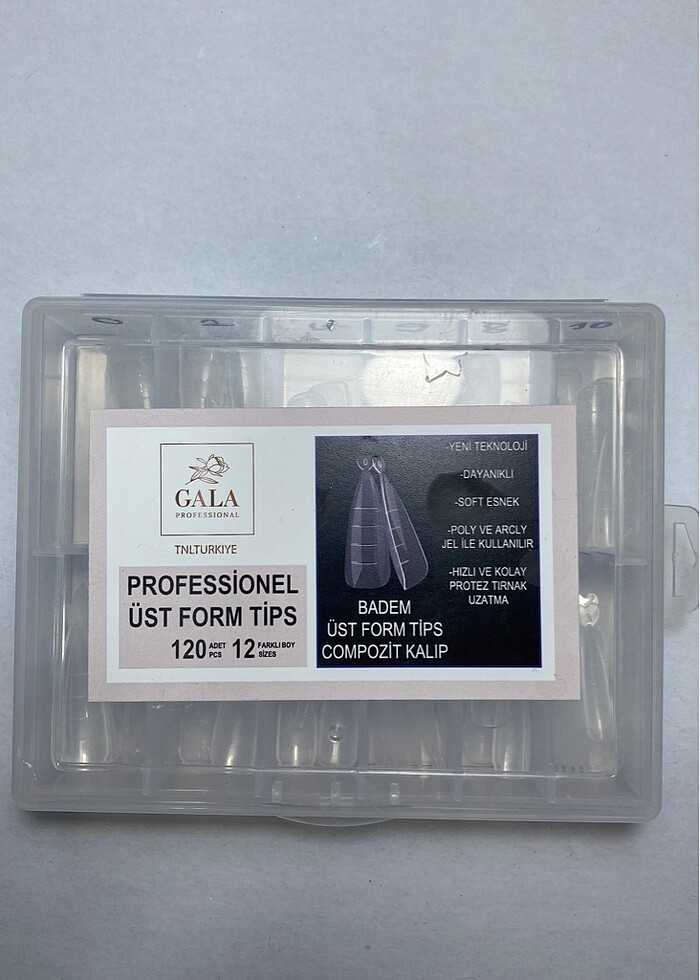 GALA
PROFESSIONAL
TNLTURKIYE
PROFESSİONEL
ÜST FORM TİPS
120 ADET PCS 12 FARKLI BOY SİZES
-YENİ TEKNOLOJİ
-DAYANIKLI
-SOFT ESNEK
-POLY VE ARCLY
JEL İLE KULLANILIR
-HIZLI VE KOLAY
PROTEZ TIRNAK
UZATMA
BADEM
ÜST FORM TİPS
COMPOZİT KALIP